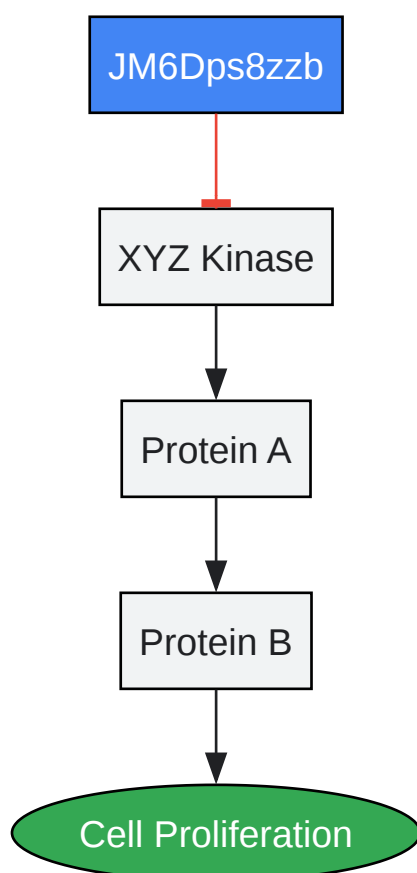 JM6Dps8zzb
XYZ Kinase
Protein A
Protein B
Cell Proliferation